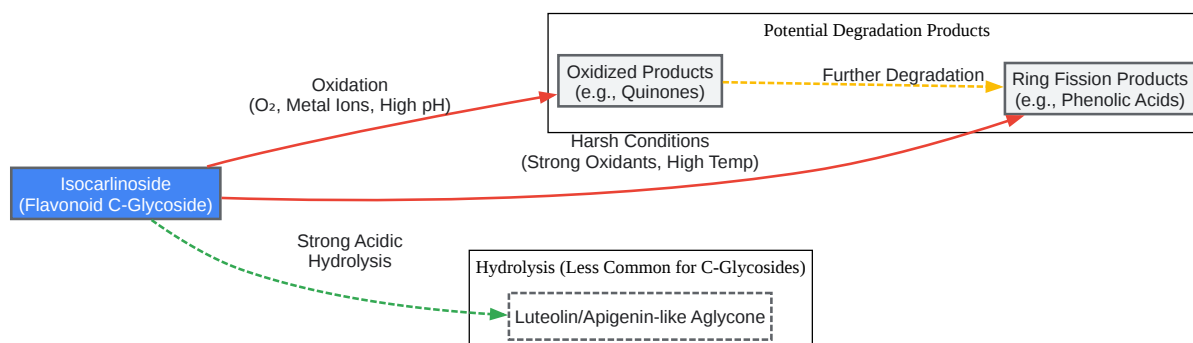 Potential Degradation Products
Oxidation
(O₂, Metal Ions, High pH)
Oxidized Products
(e.g., Quinones)
Further Degradation
Ring Fission Products
(e.g., Phenolic Acids)
Harsh Conditions
(Strong Oxidants, High Temp)
Isocarlinoside
(Flavonoid C-Glycoside)
Strong Acidic
Hydrolysis
Hydrolysis (Less Common for C-Glycosides)
Luteolin/Apigenin-like Aglycone